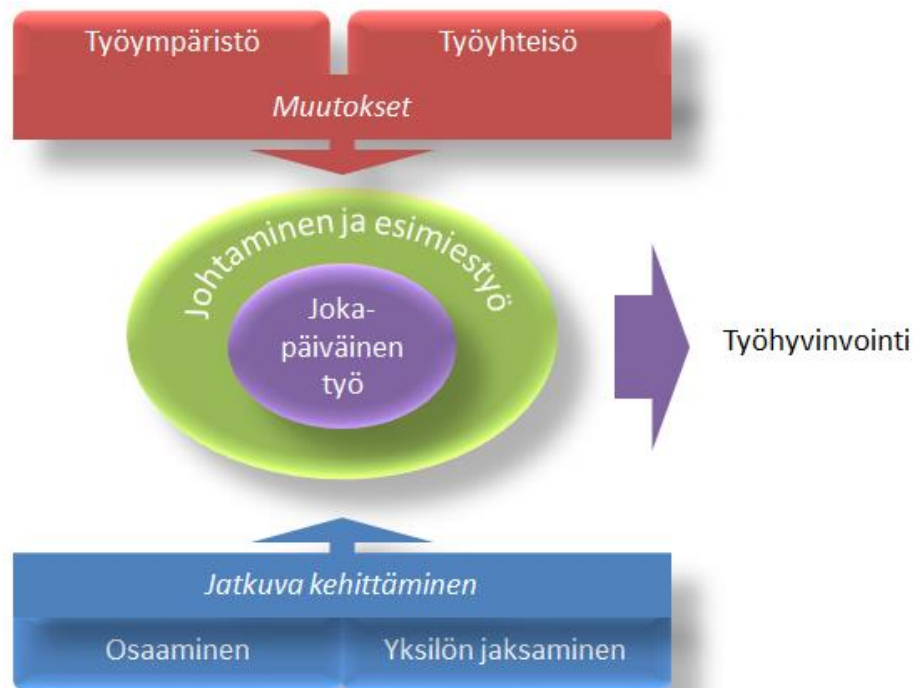 Työympäristö
Työyhteisö
Muutokset
Johtaminen ja esimiestyö
Joka-
päiväinen
työ
Työhyvinvointi
Jatkuva kehittäminen
Osaaminen
Yksilön jaksaminen